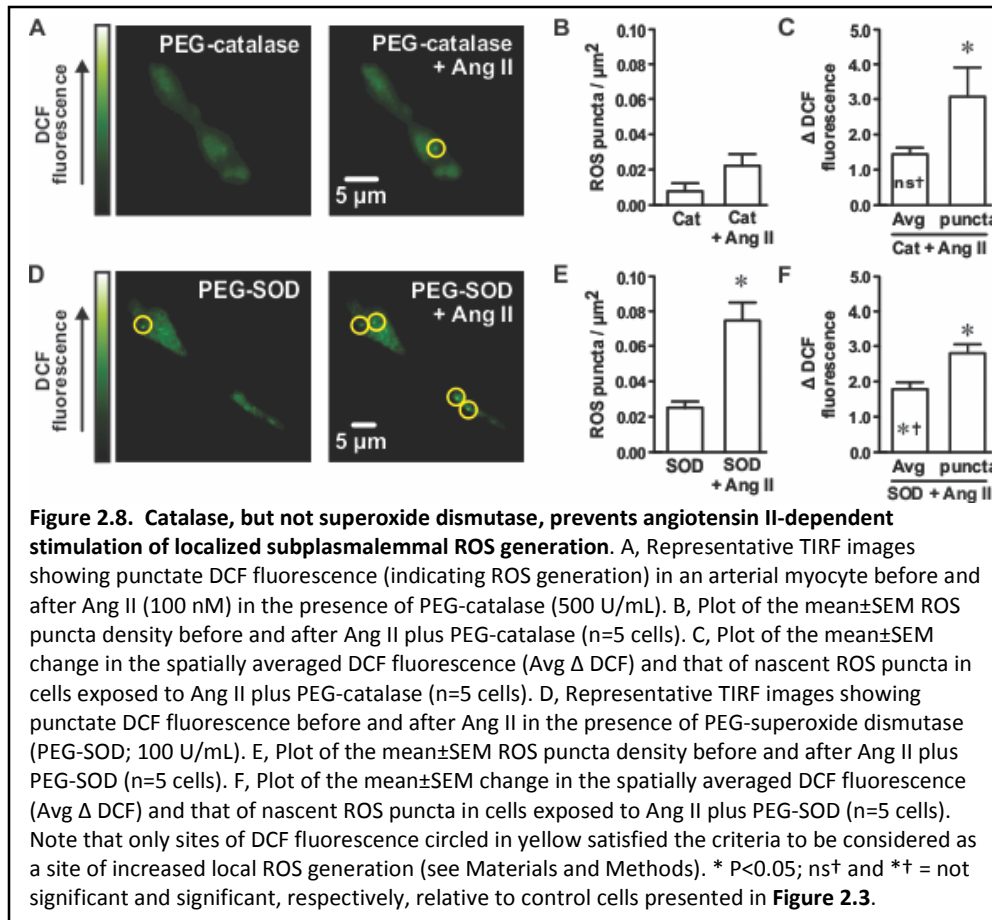 A
DCF
fluorescence
PEG-catalase
PEG-catalase
+ Ang II
5 µm
B
ROS puncta / µm²
0.10
0.08
0.06
0.04
0.02
0.00
Cat
Cat
+ Ang II
C
Δ DCF
fluorescence
5.0
4.0
3.0
2.0
1.0
0.0
*
ns†
Avg
puncta
Cat + Ang II
D
DCF
fluorescence
PEG-SOD
PEG-SOD
+ Ang II
5 µm
E
ROS puncta / µm²
0.10
0.08
0.06
0.04
0.02
0.00
*
SOD
SOD
+ Ang II
F
Δ DCF
fluorescence
5.0
4.0
3.0
2.0
1.0
0.0
*
*†
Avg
puncta
SOD + Ang II
Figure 2.8. Catalase, but not superoxide dismutase, prevents angiotensin II-dependent
stimulation of localized subplasmalemmal ROS generation. A, Representative TIRF images
showing punctate DCF fluorescence (indicating ROS generation) in an arterial myocyte before and
after Ang II (100 nM) in the presence of PEG-catalase (500 U/mL). B, Plot of the mean±SEM ROS
puncta density before and after Ang II plus PEG-catalase (n=5 cells). C, Plot of the mean±SEM
change in the spatially averaged DCF fluorescence (Avg Δ DCF) and that of nascent ROS puncta in
cells exposed to Ang II plus PEG-catalase (n=5 cells). D, Representative TIRF images showing
punctate DCF fluorescence before and after Ang II in the presence of PEG-superoxide dismutase
(PEG-SOD; 100 U/mL). E, Plot of the mean±SEM ROS puncta density before and after Ang II plus
PEG-SOD (n=5 cells). F, Plot of the mean±SEM change in the spatially averaged DCF fluorescence
(Avg Δ DCF) and that of nascent ROS puncta in cells exposed to Ang II plus PEG-SOD (n=5 cells).
Note that only sites of DCF fluorescence circled in yellow satisfied the criteria to be considered as
a site of increased local ROS generation (see Materials and Methods). * P<0.05; ns† and *† = not
significant and significant, respectively, relative to control cells presented in Figure 2.3.